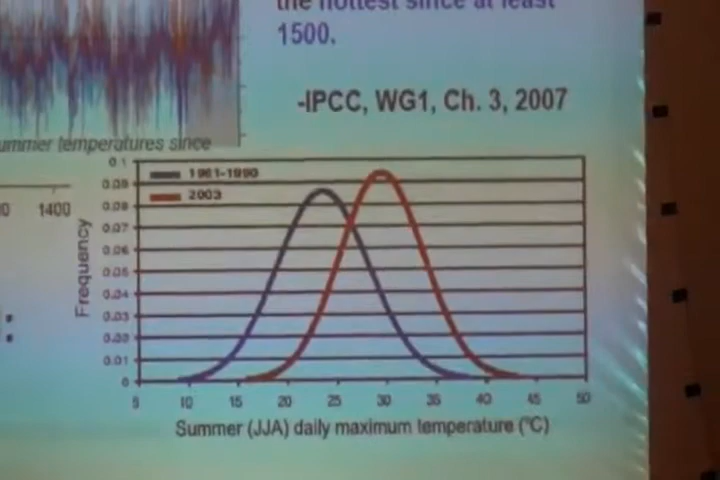 the hottest since at least
1500.
-IPCC, WG1, Ch. 3, 2007
ummer temperatures since
0 1400
:
Frequency
0.1
0.09
0.08
0.07
0.06
0.05
0.04
0.03
0.02
0.01
0
1961-1990
2003
5 10 15 20 25 30 35 40 45 50
Summer (JJA) daily maximum temperature (°C)